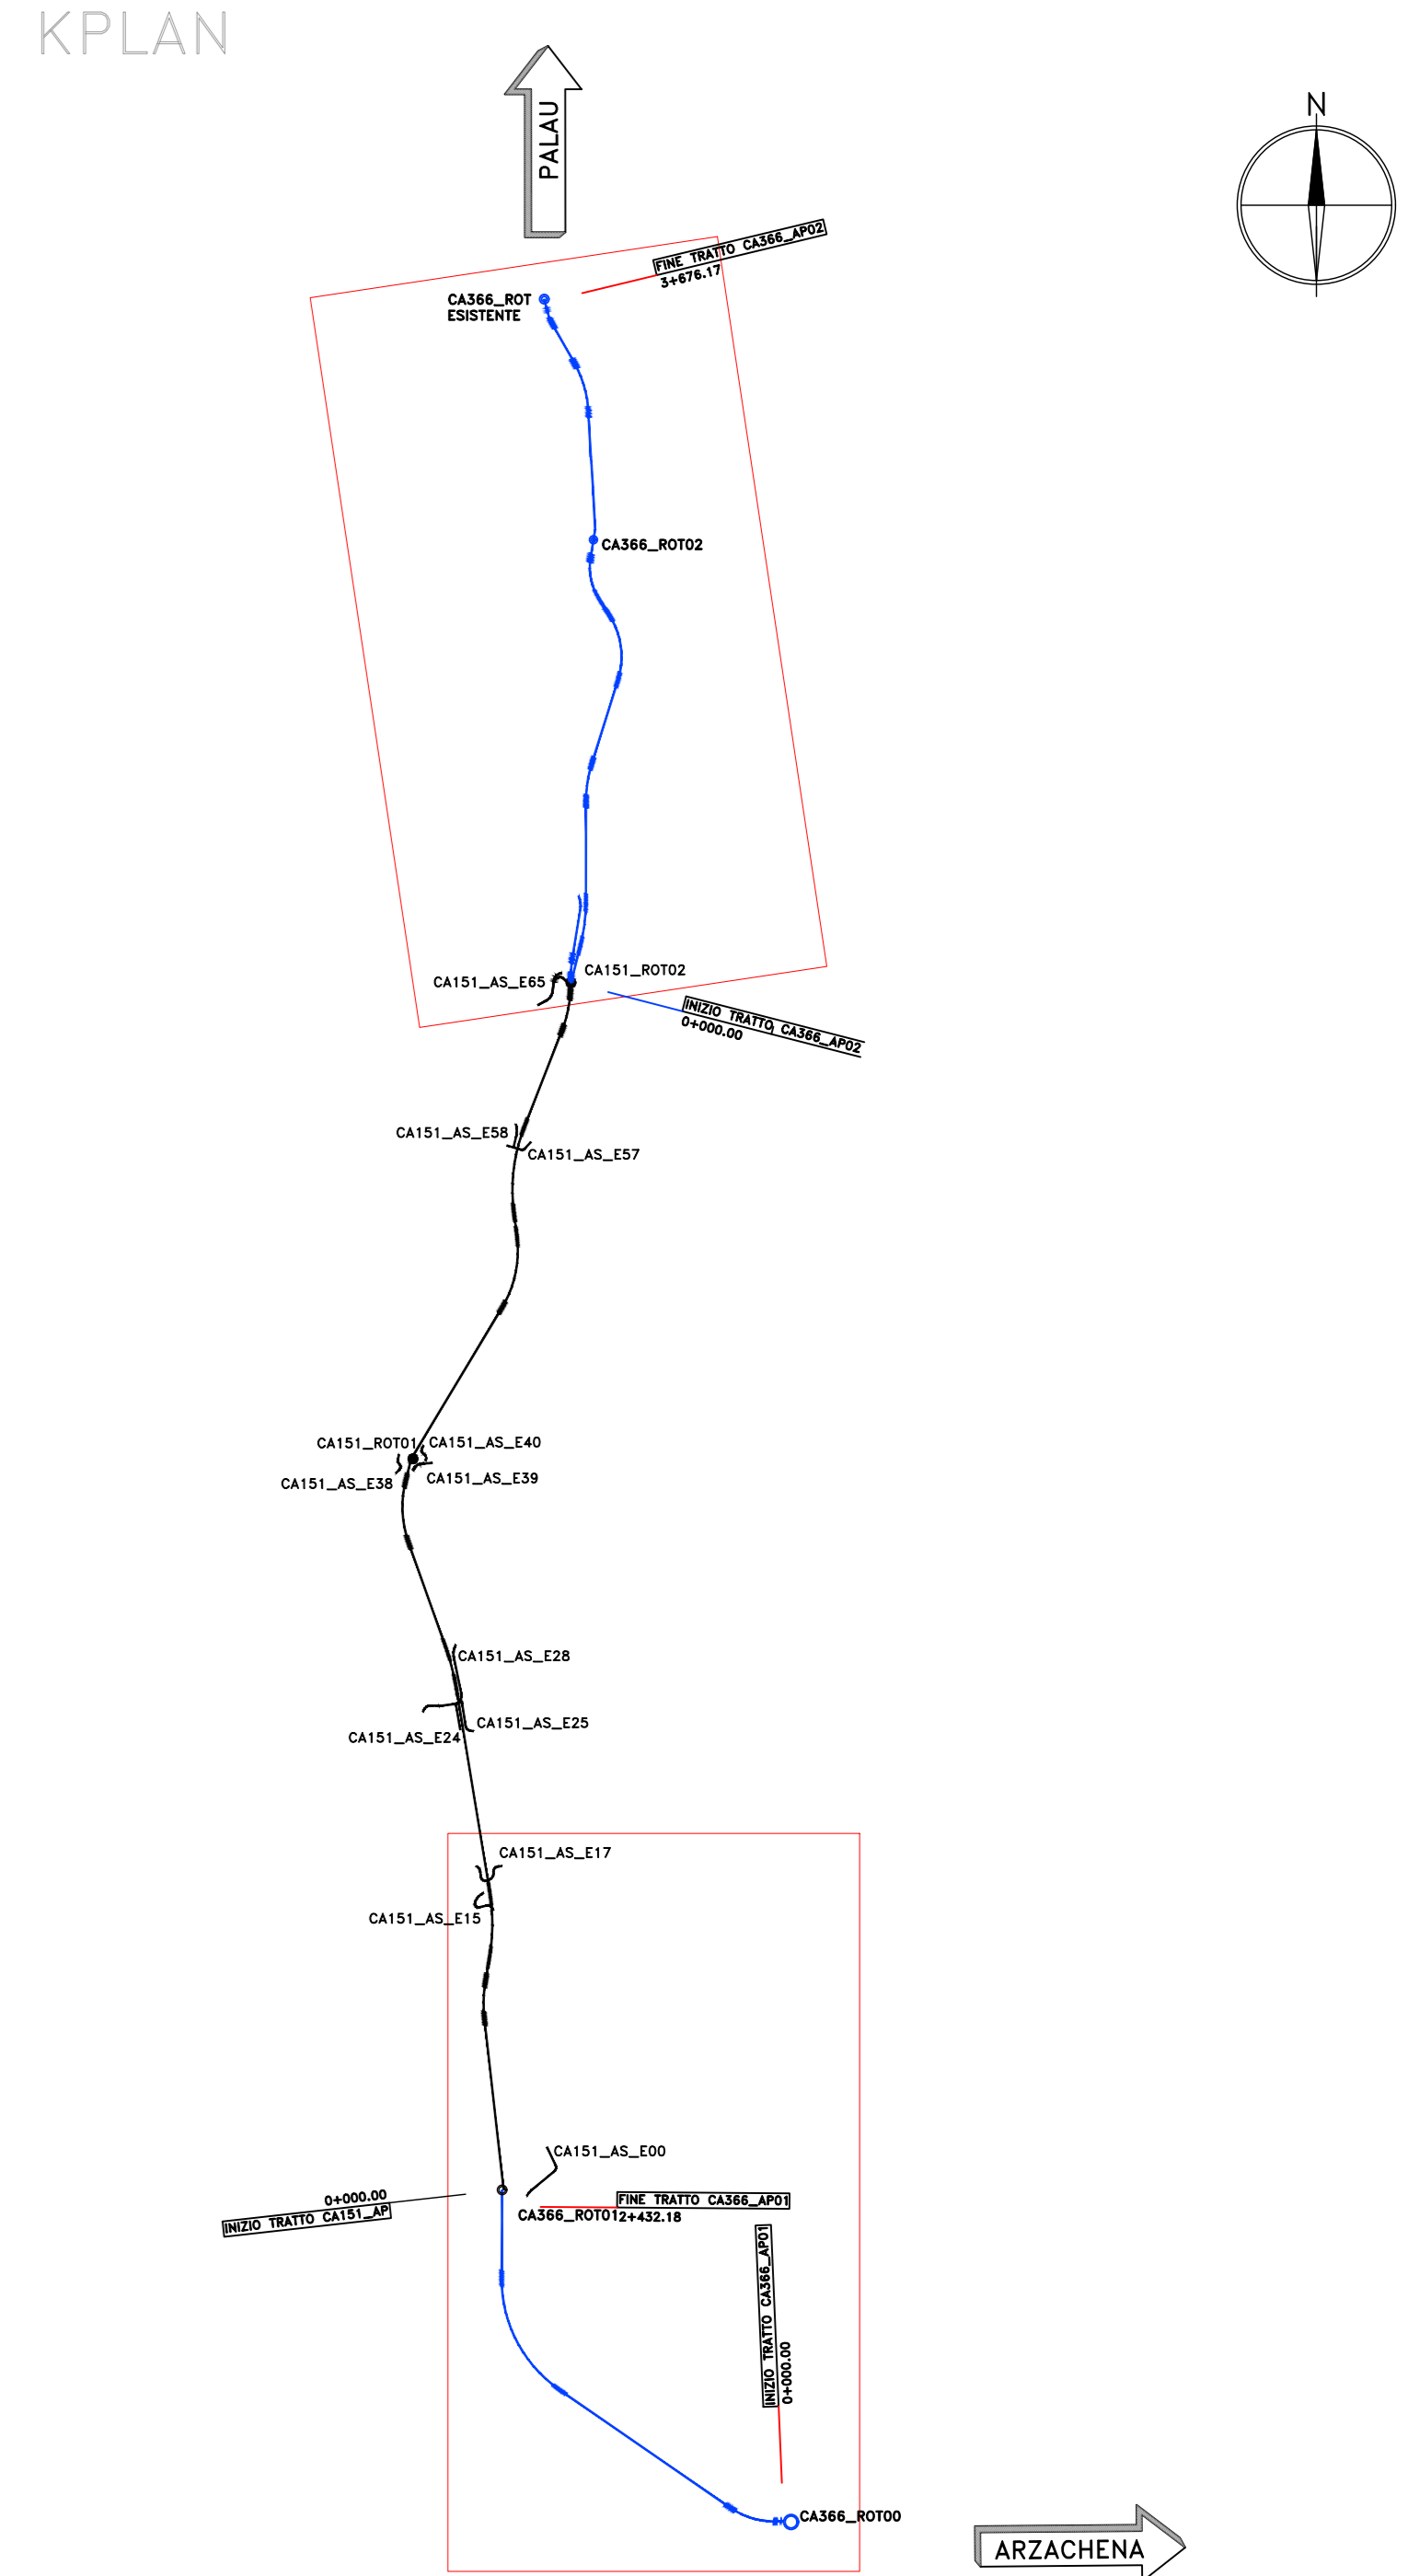 KPLAN
PALAU
N
FINE TRATTO CA366_AP02
3+676.17
CA366_ROT
ESISTENTE
CA366_ROT02
CA151_ROT02
CA151_AS_E65
INIZIO TRATTO CA366_AP02
0+000.00
CA151_AS_E58
CA151_AS_E57
CA151_ROT01
CA151_AS_E40
CA151_AS_E39
CA151_AS_E38
CA151_AS_E28
CA151_AS_E25
CA151_AS_E24
CA151_AS_E17
CA151_AS_E15
CA151_AS_E00
0+000.00
INIZIO TRATTO CA151_AP
FINE TRATTO CA366_AP01
CA366_ROT01
2+432.18
INIZIO TRATTO CA366_AP01
0+000.00
CA366_ROT00
ARZACHENA